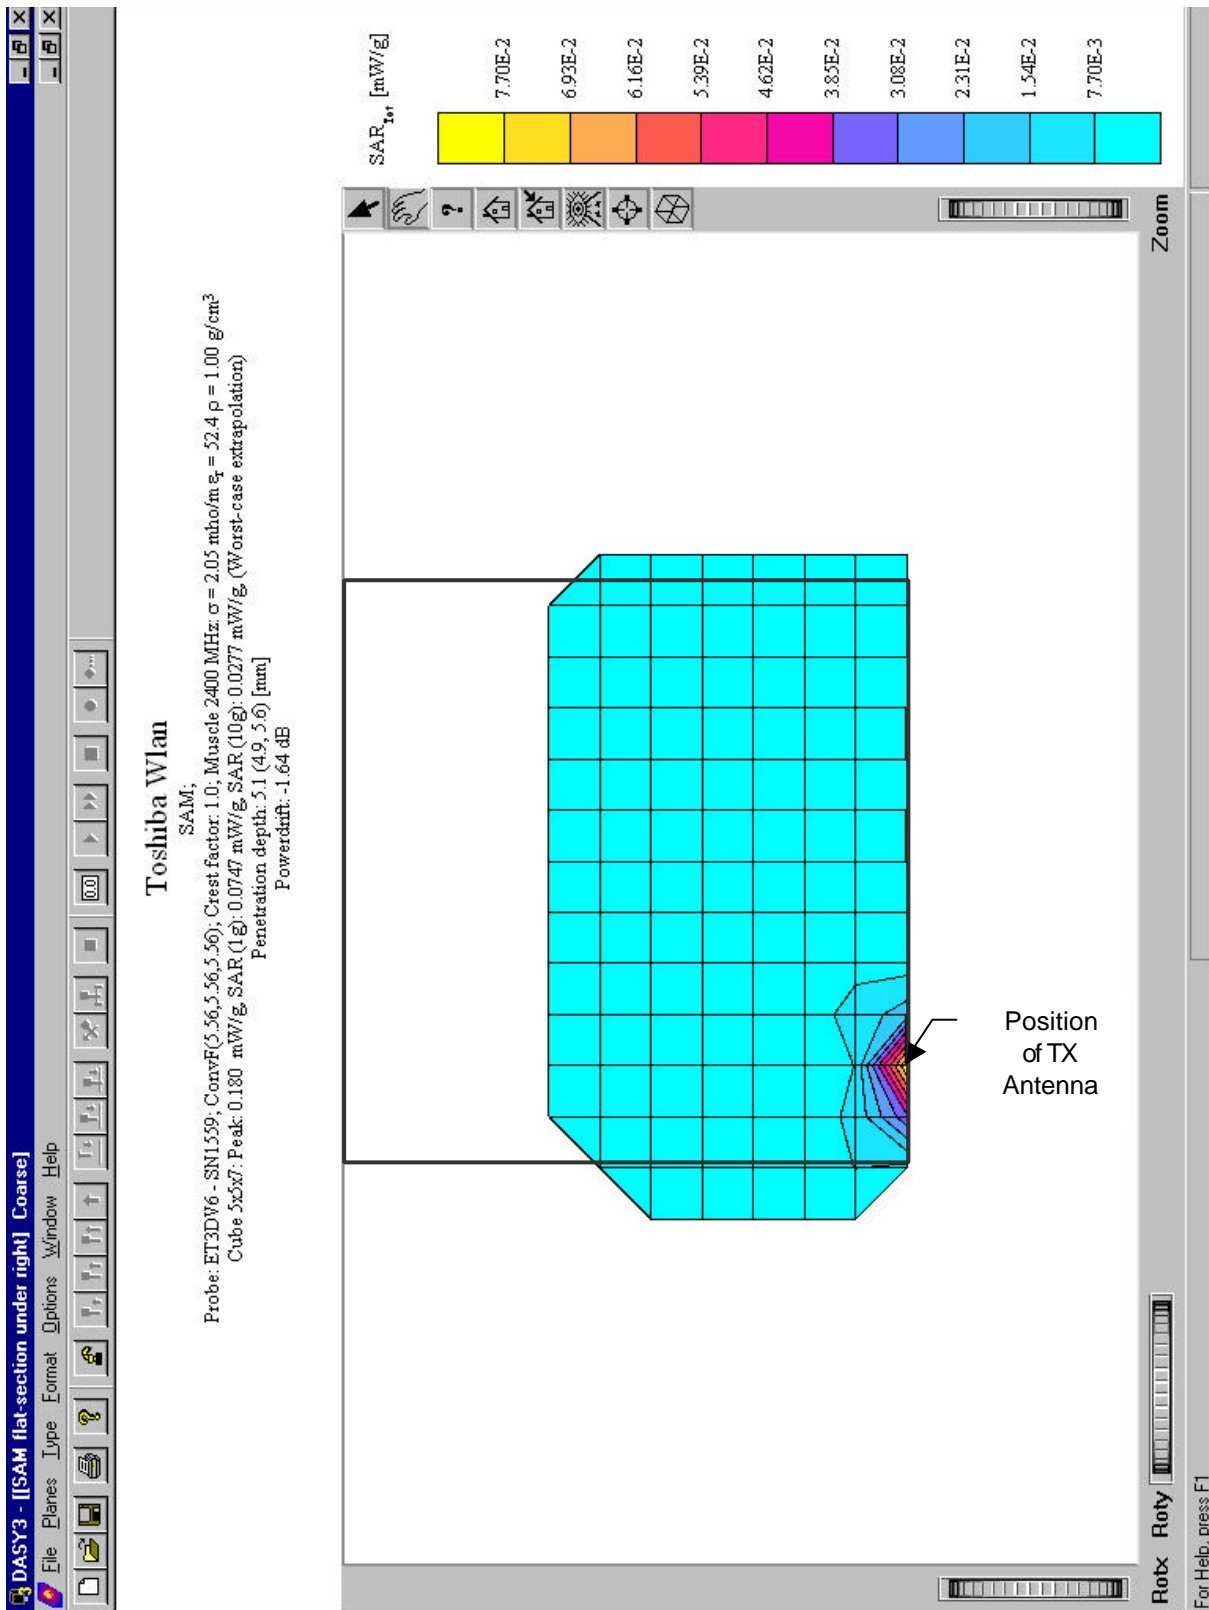 DASY3 - [[SAM flat-section under right] Coarse]
File Planes Type Format Options Window Help
0.0
Toshiba Wlan
SAM;
Probe: ET3DV6 - SN1559; ConvF(5.56,5.56,5.56); Crest factor: 1.0; Muscle 2400 MHz: σ = 2.05 mho/m εr = 52.4 ρ = 1.00 g/cm³
Cube 5x5x7: Peak: 0.180 mW/g, SAR (1g): 0.0747 mW/g, SAR (10g): 0.0277 mW/g, (Worst-case extrapolation)
Penetration depth: 5.1 (4.9, 5.6) [mm]
Powerdrift: -1.64 dB
SARTot [mW/g]
7.70E-2
6.93E-2
6.16E-2
5.39E-2
4.62E-2
3.85E-2
3.08E-2
2.31E-2
1.54E-2
7.70E-3
Position
of TX
Antenna
Rotx Roty Zoom
For Help, press F1